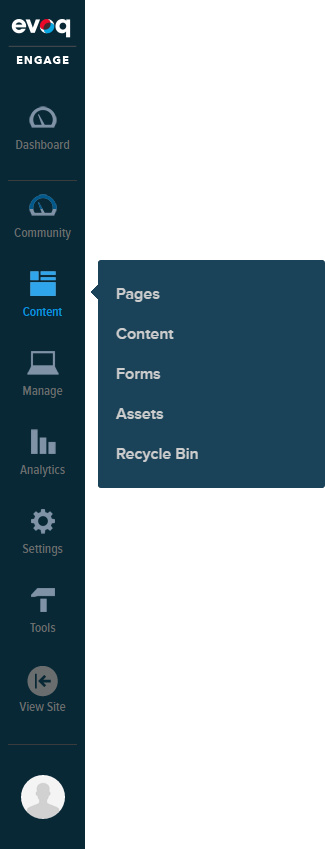 evoq
ENGAGE
Dashboard
Community
Content
Manage
Analytics
Settings
Tools
View Site
Pages
Content
Forms
Assets
Recycle Bin